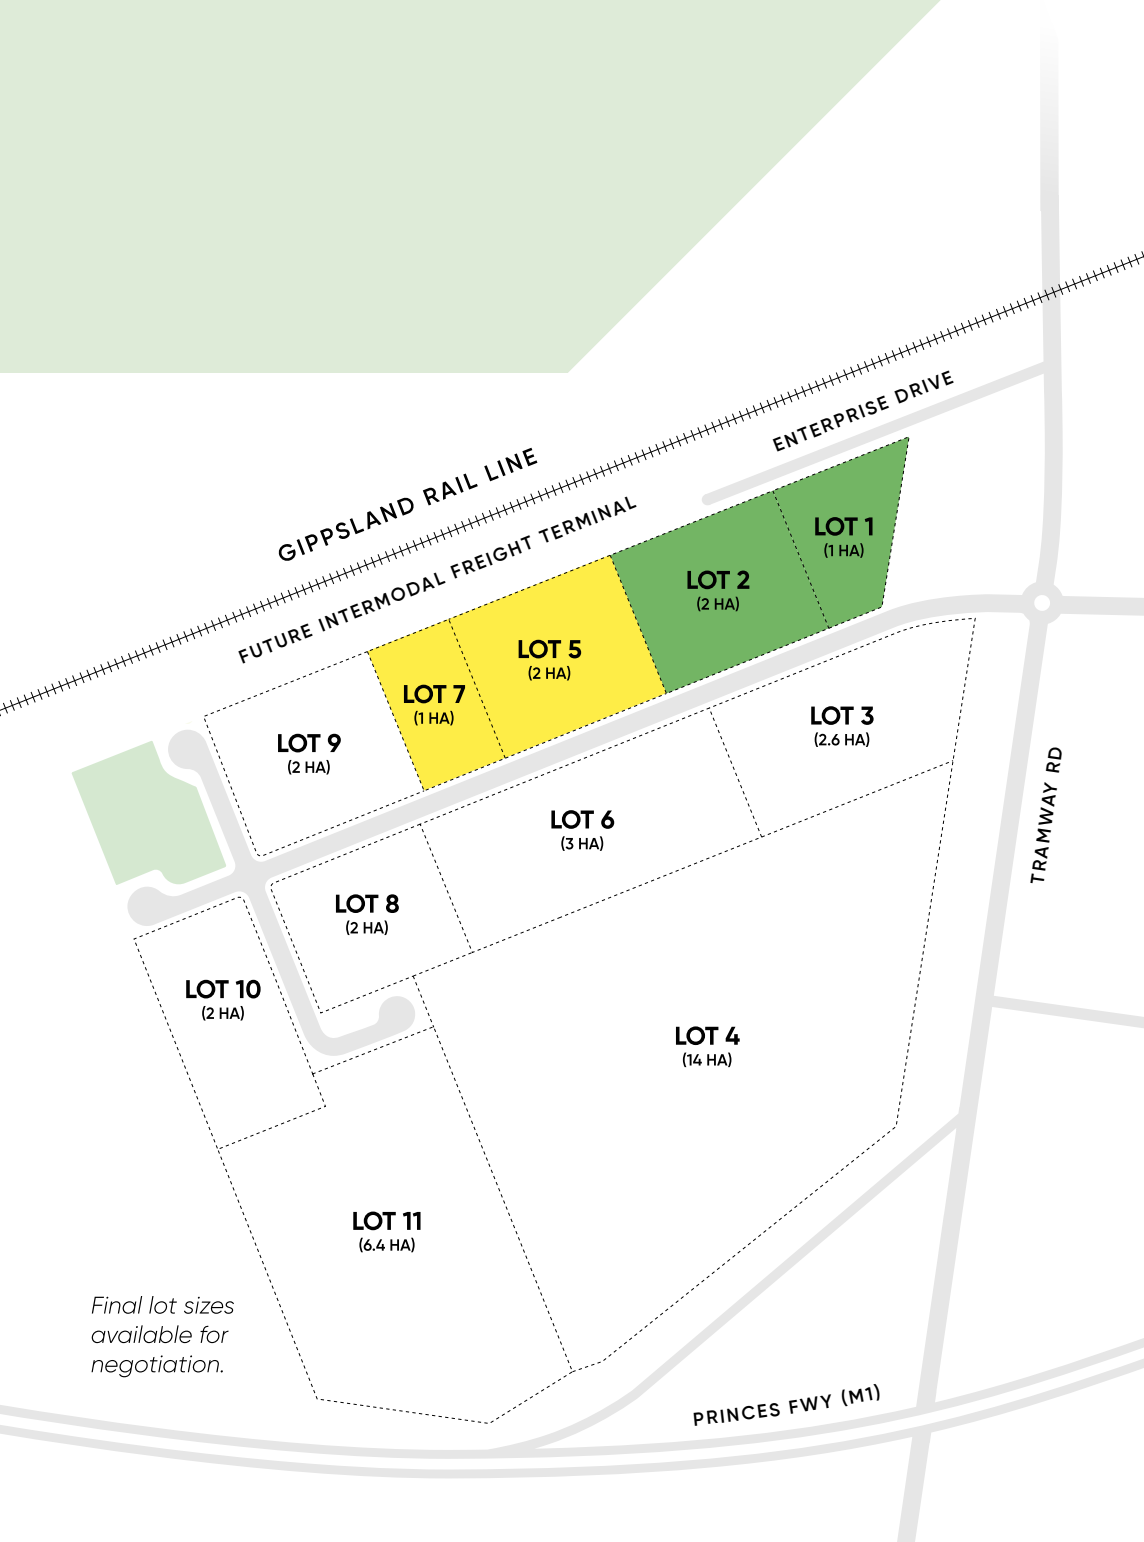 ENTERPRISE DRIVE
GIPPSLAND RAIL LINE
FUTURE INTERMODAL FREIGHT TERMINAL
LOT 1
(1 HA)
LOT 2
(2 HA)
LOT 5
(2 HA)
LOT 7
(1 HA)
LOT 9
(2 HA)
LOT 3
(2.6 HA)
LOT 6
(3 HA)
LOT 8
(2 HA)
TRAMWAY RD
LOT 10
(2 HA)
LOT 4
(14 HA)
LOT 11
(6.4 HA)
Final lot sizes
available for
negotiation.
PRINCES FWY (M1)